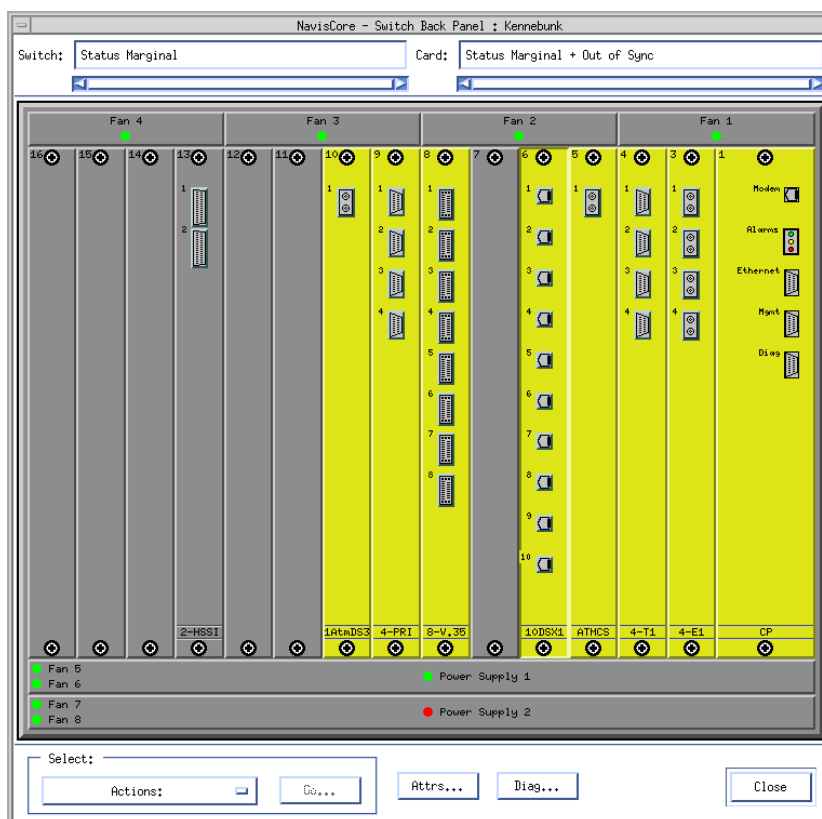 NavisCore - Switch Back Panel : Kennebunk
Switch: Status Marginal Card: Status Marginal + Out of Sync
Fan 4 Fan 3 Fan 2 Fan 1
16 15 14 13 12 11 10 9 8 7 6 5 4 3 1
1 1 1 1 1 1 1 1 Modem
2 2 2 2 2 2 Alarms
3 3 3 3 3 Ethernet
4 4 4 4 4 Mgmt
5 5 Diag
6 6
7 7
8 8
9
10
2-HSSI 1AtmDS3 4-PRI 8-V.35 10DSX1 ATMCS 4-T1 4-E1 CP
Fan 5
Fan 6
Power Supply 1
Fan 7
Fan 8
Power Supply 2
Select:
Actions: Go... Attrs... Diag... Close